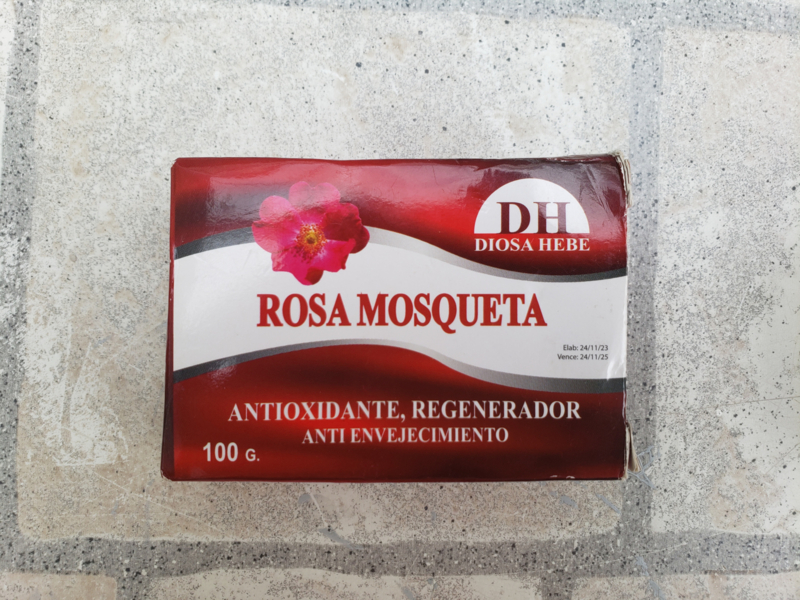 DH
DIOSA HEBE
ROSA MOSQUETA
Elab: 24/11/23
Vence: 24/11/25
ANTIOXIDANTE, REGENERADOR
ANTI ENVEJECIMIENTO
100 G.